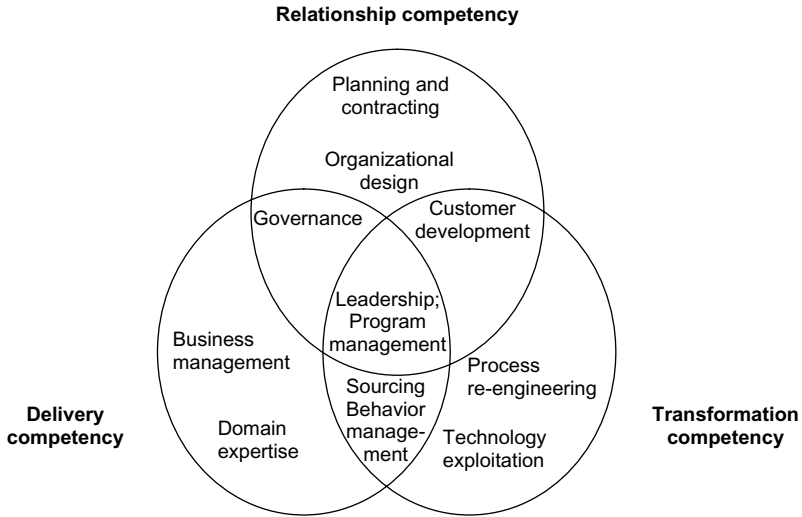 Relationship competency
Planning and
contracting
Organizational
design
Governance
Customer
development
Leadership;
Program
management
Business
management
Process
re-engineering
Sourcing
Behavior
manage-
ment
Delivery
competency
Domain
expertise
Technology
exploitation
Transformation
competency